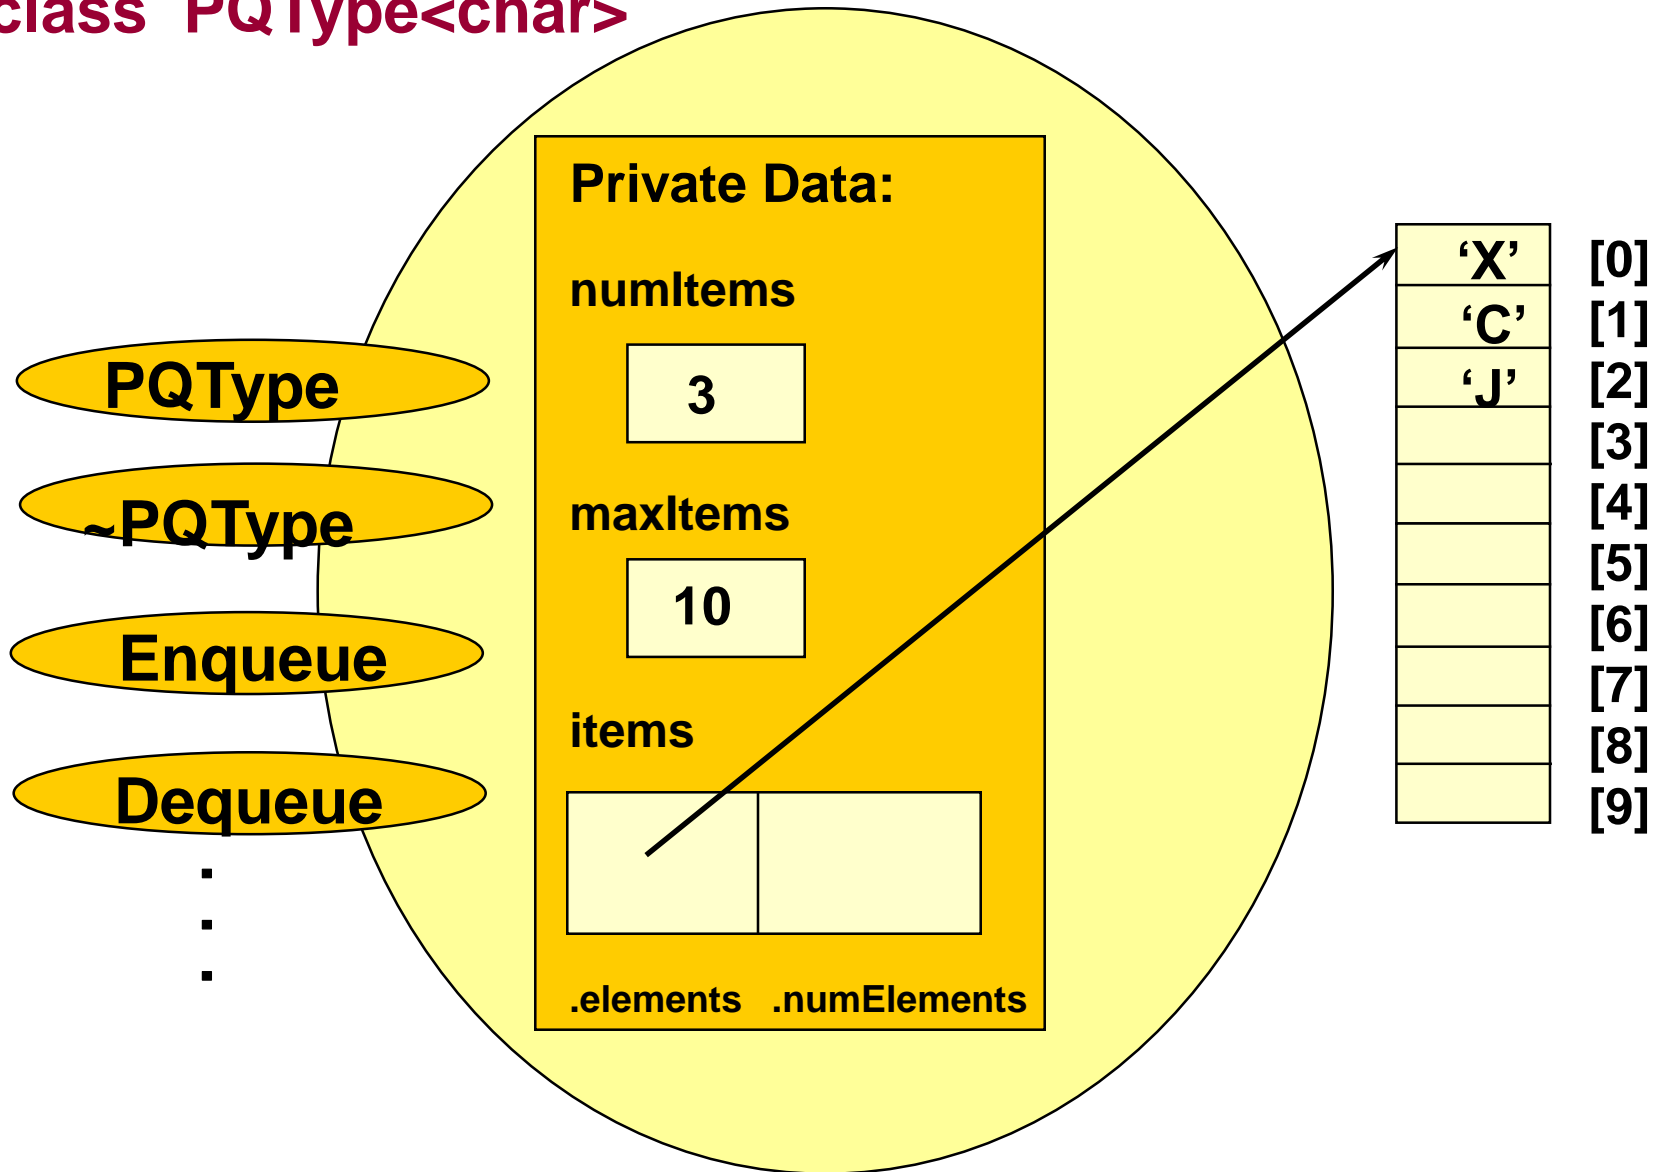 class PQType<char>
Private Data:
numItems
3
maxItems
10
items
.elements .numElements
PQType
~PQType
Enqueue
Dequeue
.
.
.
‘X’ [0]
‘C’ [1]
‘J’ [2]
[3]
[4]
[5]
[6]
[7]
[8]
[9]